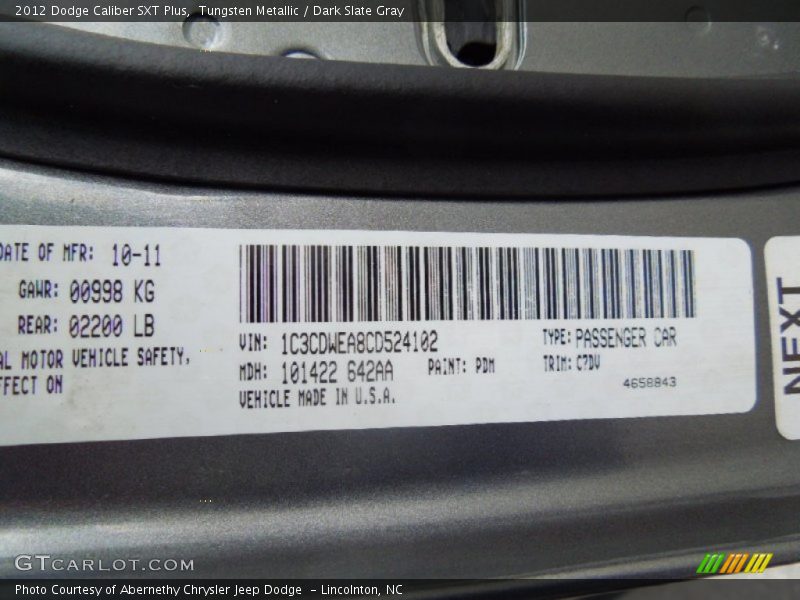 2012 Dodge Caliber SXT Plus, Tungsten Metallic / Dark Slate Gray
DATE OF MFR: 10-11
GAWR: 00998 KG
REAR: 02200 LB
AL MOTOR VEHICLE SAFETY,
FFECT ON
VIN: 1C3CDWEA8CD524102
TYPE: PASSENGER CAR
MDH: 101422 642AA
PAINT: PDM
TRIM: C7DV
VEHICLE MADE IN U.S.A.
4658843
NEXT
GTCARLOT.COM
Photo Courtesy of Abernethy Chrysler Jeep Dodge - Lincolnton, NC